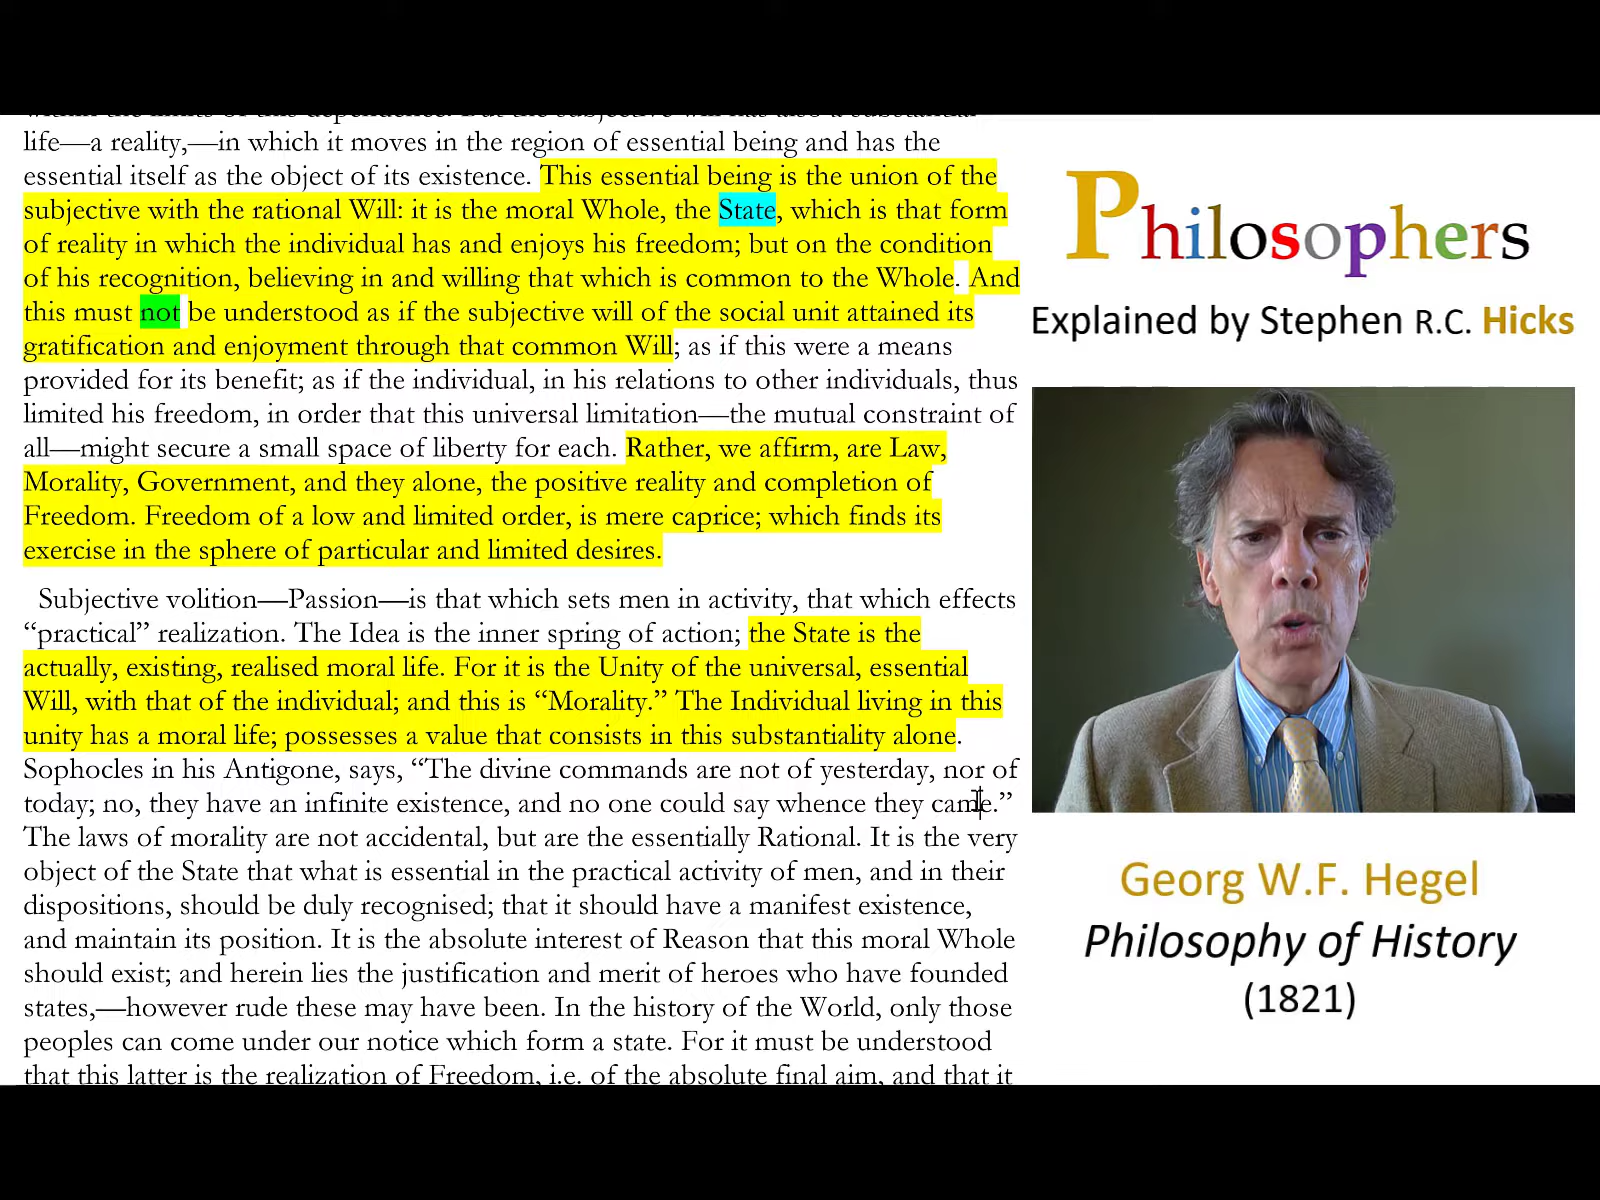 life—a reality,—in which it moves in the region of essential being and has the
essential itself as the object of its existence. This essential being is the union of the
subjective with the rational Will: it is the moral Whole, the State, which is that form
of reality in which the individual has and enjoys his freedom; but on the condition
of his recognition, believing in and willing that which is common to the Whole. And
this must not be understood as if the subjective will of the social unit attained its
gratification and enjoyment through that common Will; as if this were a means
provided for its benefit; as if the individual, in his relations to other individuals, thus
limited his freedom, in order that this universal limitation—the mutual constraint of
all—might secure a small space of liberty for each. Rather, we affirm, are Law,
Morality, Government, and they alone, the positive reality and completion of
Freedom. Freedom of a low and limited order, is mere caprice; which finds its
exercise in the sphere of particular and limited desires.
Subjective volition—Passion—is that which sets men in activity, that which effects
“practical” realization. The Idea is the inner spring of action; the State is the
actually, existing, realised moral life. For it is the Unity of the universal, essential
Will, with that of the individual; and this is “Morality.” The Individual living in this
unity has a moral life; possesses a value that consists in this substantiality alone.
Sophocles in his Antigone, says, “The divine commands are not of yesterday, nor of
today; no, they have an infinite existence, and no one could say whence they came.”
The laws of morality are not accidental, but are the essentially Rational. It is the very
object of the State that what is essential in the practical activity of men, and in their
dispositions, should be duly recognised; that it should have a manifest existence,
and maintain its position. It is the absolute interest of Reason that this moral Whole
should exist; and herein lies the justification and merit of heroes who have founded
states,—however rude these may have been. In the history of the World, only those
peoples can come under our notice which form a state. For it must be understood
that this latter is the realization of Freedom, i.e. of the absolute final aim, and that it
Philosophers
Explained by Stephen R.C. Hicks
Georg W.F. Hegel
Philosophy of History
(1821)